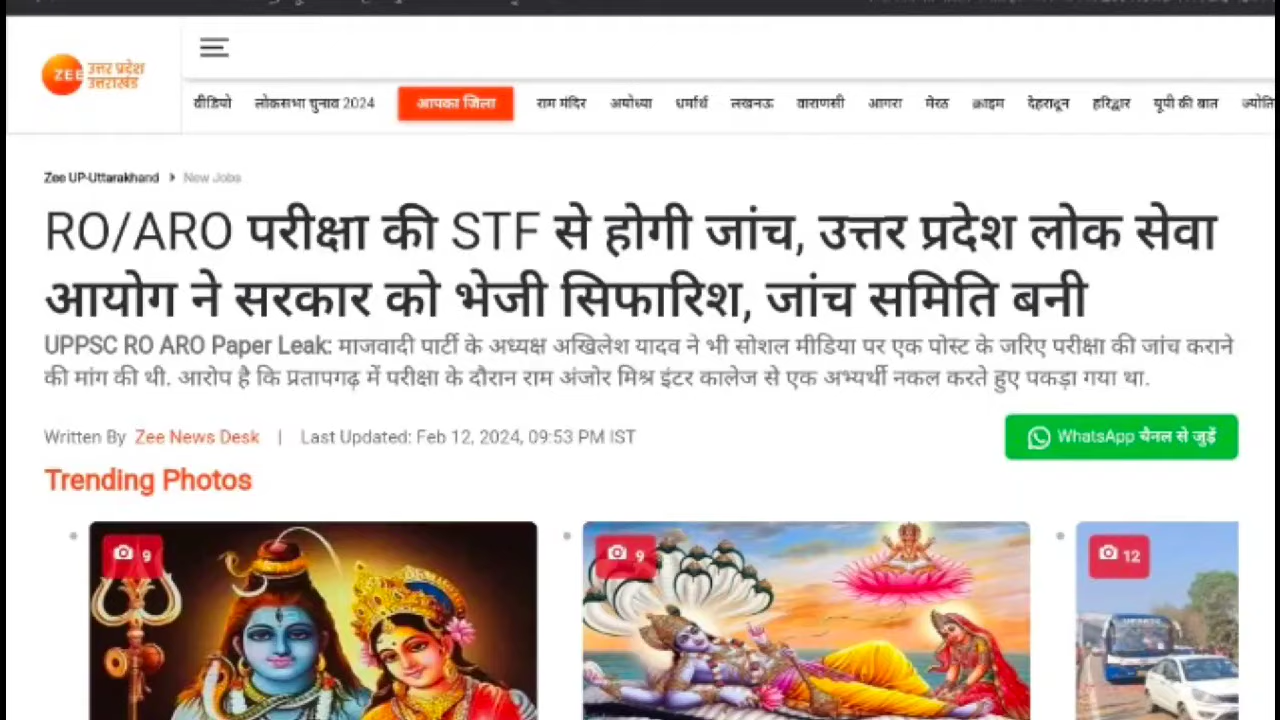 ZEE उत्तर प्रदेश
उत्तराखंड
वीडियो लोकसभा चुनाव 2024 आपका जिला राम मंदिर अयोध्या धर्मार्थ लखनऊ वाराणसी आगरा मेरठ क्राइम देहरादून हरिद्वार यूपी की बात
Zee UP-Uttarakhand New Jobs
RO/ARO परीक्षा की STF से होगी जांच, उत्तर प्रदेश लोक सेवा
आयोग ने सरकार को भेजी सिफारिश, जांच समिति बनी
UPPSC RO ARO Paper Leak: माजवादी पार्टी के अध्यक्ष अखिलेश यादव ने भी सोशल मीडिया पर एक पोस्ट के जरिए परीक्षा की जांच कराने
की मांग की थी. आरोप है कि प्रतापगढ़ में परीक्षा के दौरान राम अंजोर मिश्र इंटर कालेज से एक अभ्यर्थी नकल करते हुए पकड़ा गया था.
Written By Zee News Desk | Last Updated: Feb 12, 2024, 09:53 PM IST
WhatsApp चैनल से जुड़ें
Trending Photos
9
9
12